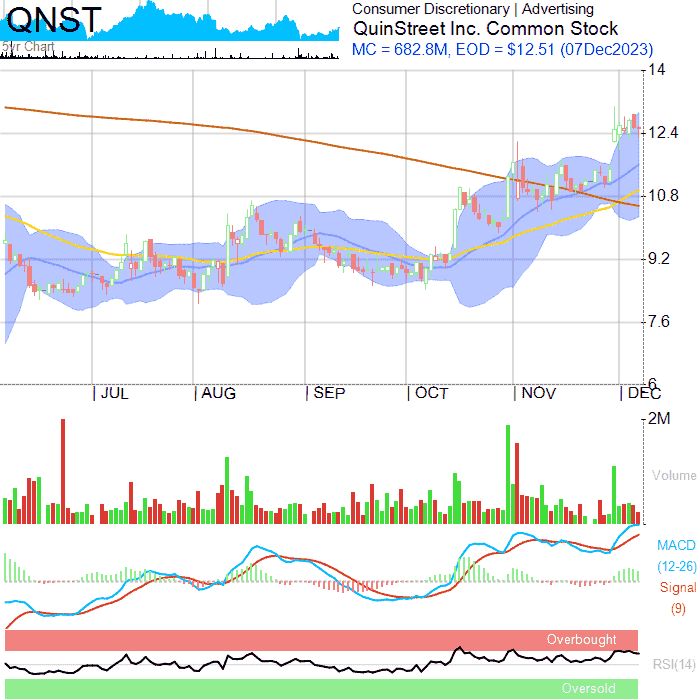 QNST
5yr Chart
Consumer Discretionary | Advertising
QuinStreet Inc. Common Stock
MC = 682.8M, EOD = $12.51 (07Dec2023)
14
12.4
10.8
9.2
7.6
6
JUL AUG SEP OCT NOV DEC
2M
Volume
MACD
(12-26)
Signal
(9)
Overbought
RSI(14)
Oversold